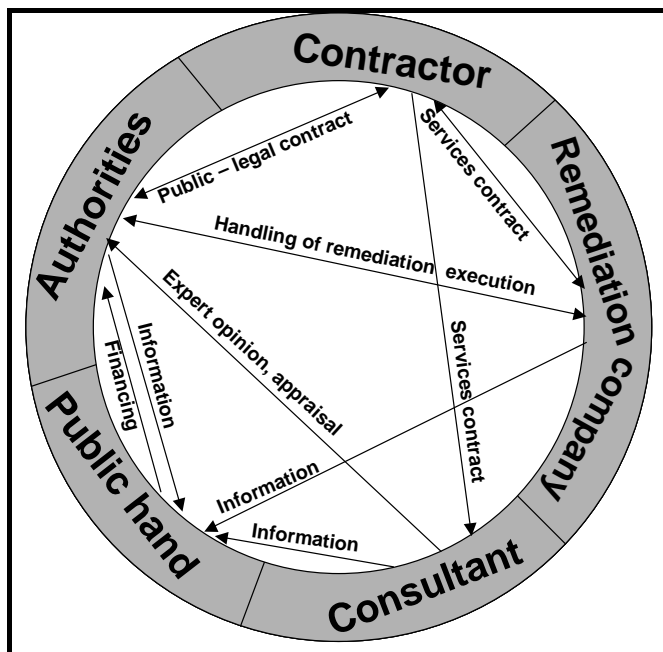 Contractor
Authorities
Remediation company
Public hand
Consultant
Public – legal contract
Services contract
Handling of remediation execution
Expert opinion, appraisal
Services contract
Information
Financing
Information
Information